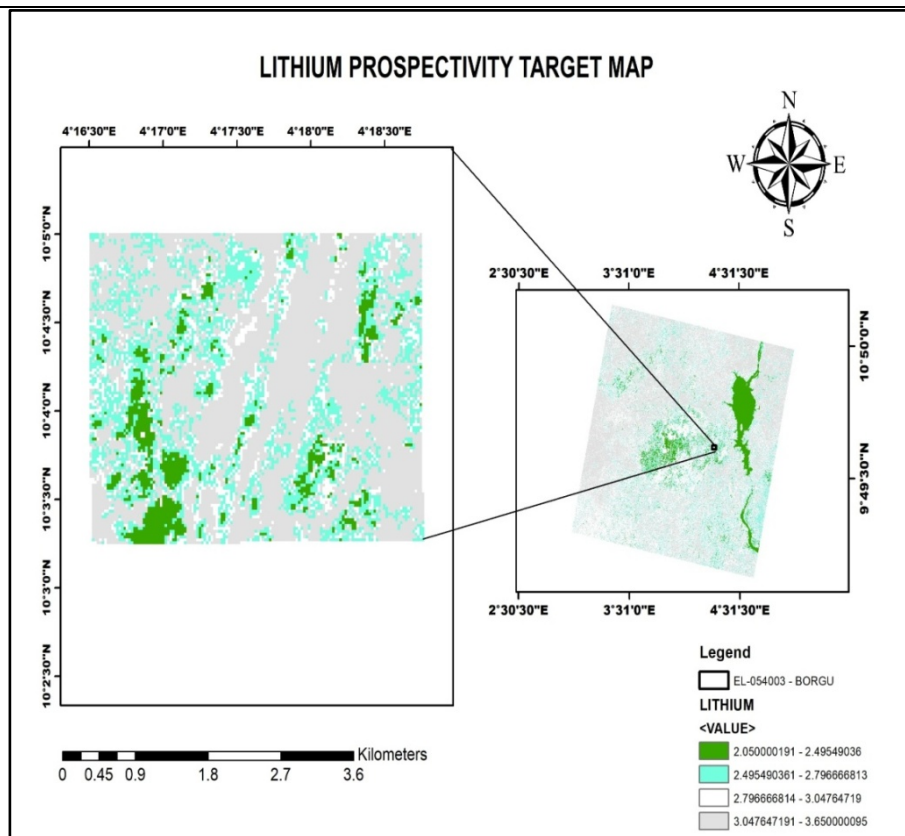 LITHIUM PROSPECTIVITY TARGET MAP
N
W E
S
4°16'30"E 4°17'0"E 4°17'30"E 4°18'0"E 4°18'30"E
10°5'0"N
10°4'30"N
10°4'0"N
10°3'30"N
10°3'0"N
10°2'30"N
2°30'30"E 3°31'0"E 4°31'30"E
10°50'0"N
9°49'30"N
2°30'30"E 3°31'0"E 4°31'30"E
Legend
EL-054003 - BORGU
LITHIUM
<VALUE>
2.050000191 - 2.49549036
2.495490361 - 2.796666813
2.796666814 - 3.04764719
3.047647191 - 3.650000095
Kilometers
0 0.45 0.9 1.8 2.7 3.6